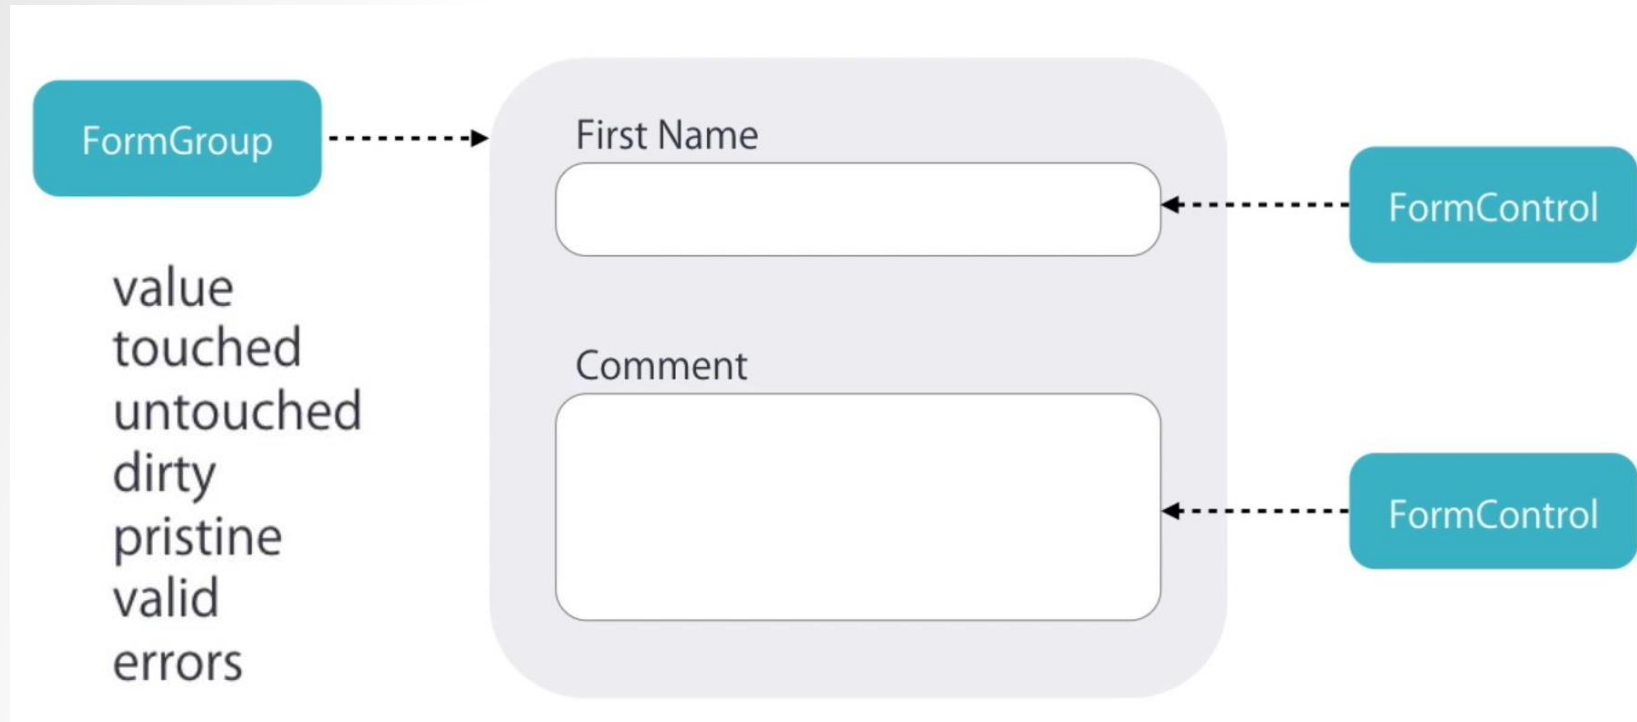 FormGroup
value
touched
untouched
dirty
pristine
valid
errors
First Name
Comment
FormControl
FormControl